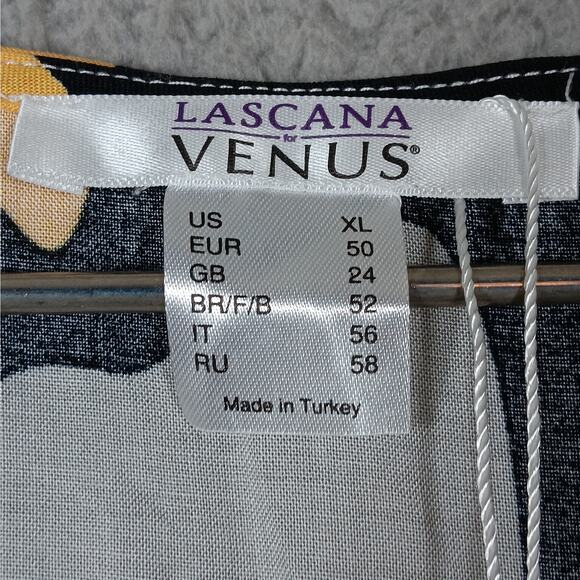 LASCANA
for
VENUS®
US XL
EUR 50
GB 24
BR/F/B 52
IT 56
RU 58
Made in Turkey